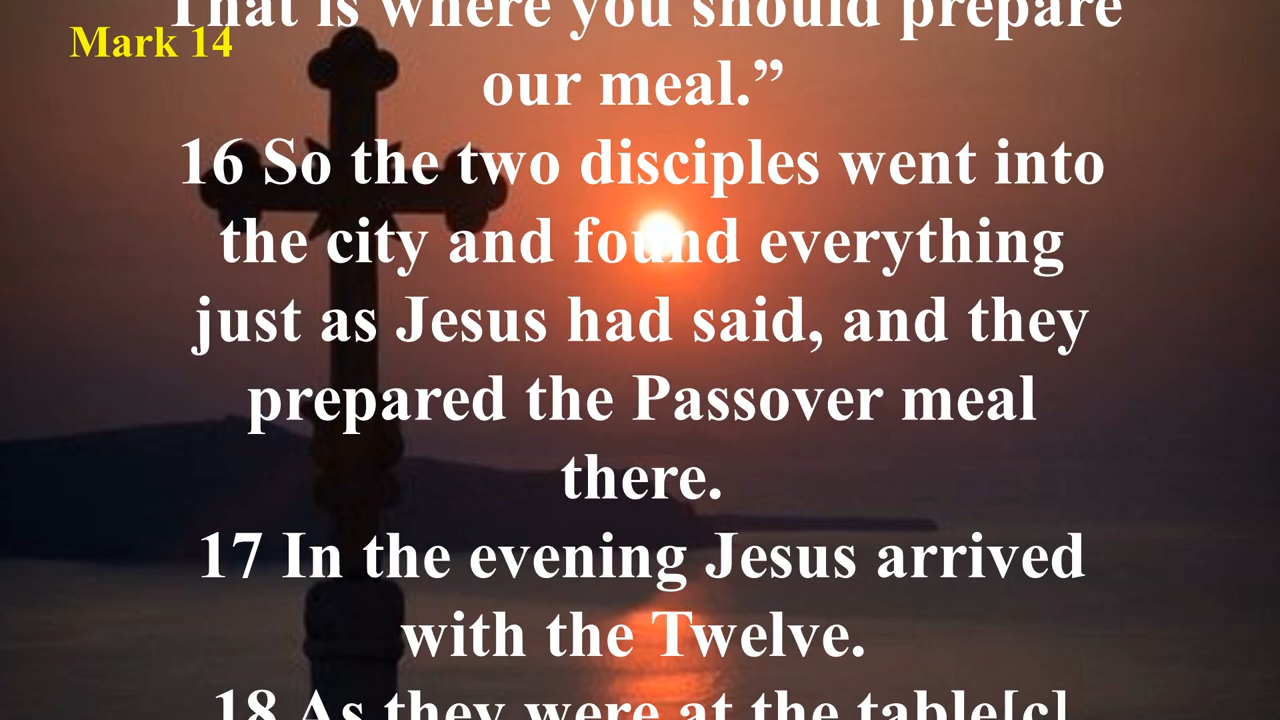 That is where you should prepare
Mark 14
our meal.”
16 So the two disciples went into
the city and found everything
just as Jesus had said, and they
prepared the Passover meal
there.
17 In the evening Jesus arrived
with the Twelve.
18 As they were at the table[c]